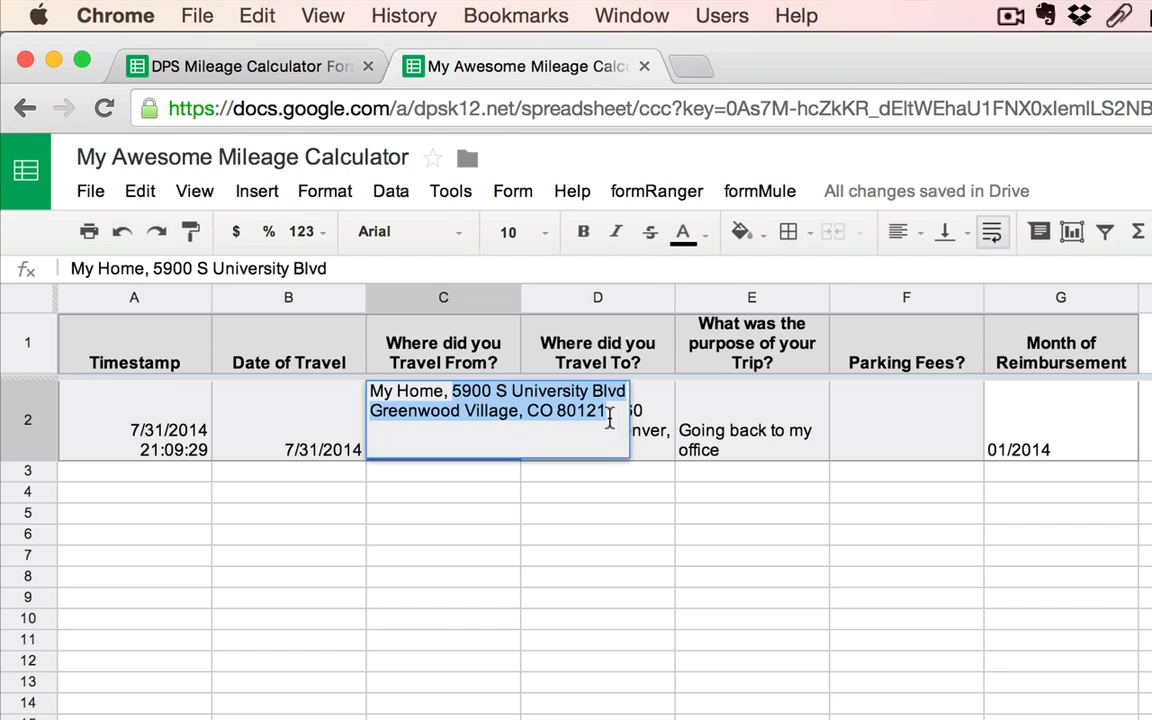 Chrome File Edit View History Bookmarks Window Users Help
DPS Mileage Calculator For
My Awesome Mileage Calc
https://docs.google.com/a/dpsk12.net/spreadsheet/ccc?key=0As7M-hcZkKR_dEltWEhaU1FNX0xIemlLS2NB
My Awesome Mileage Calculator
File Edit View Insert Format Data Tools Form Help formRanger formMule All changes saved in Drive
$ % 123 Arial 10 B I S A Σ
fx My Home, 5900 S University Blvd
A B C D E F G
1
Timestamp
Date of Travel
Where did you
Travel From?
Where did you
Travel To?
What was the
purpose of your
Trip?
Parking Fees?
Month of
Reimbursement
2
7/31/2014
21:09:29
7/31/2014
My Home, 5900 S University Blvd
Greenwood Village, CO 80121
Going back to my
office
01/2014
3
4
5
6
7
8
9
10
11
12
13
14
15